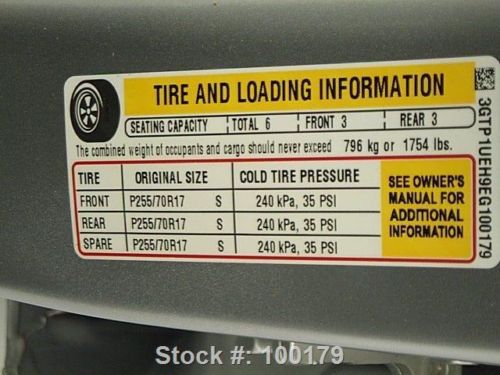 TIRE AND LOADING INFORMATION
SEATING CAPACITY TOTAL 6 FRONT 3 REAR 3
The combined weight of occupants and cargo should never exceed 796 kg or 1754 lbs.
TIRE ORIGINAL SIZE COLD TIRE PRESSURE
FRONT P255/70R17 S 240 kPa, 35 PSI
REAR P255/70R17 S 240 kPa, 35 PSI
SPARE P255/70R17 S 240 kPa, 35 PSI
SEE OWNER'S
MANUAL FOR
ADDITIONAL
INFORMATION
3GTP1UEH9EG100179
Stock #: 100179